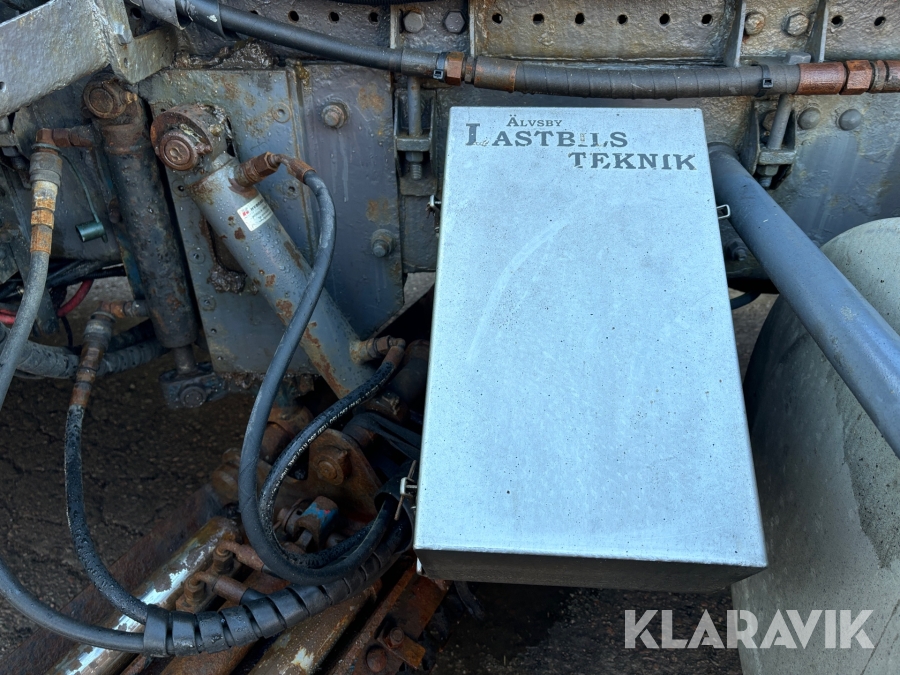 ÄLVSBY
LASTBILS
TEKNIK
KLARAVIK